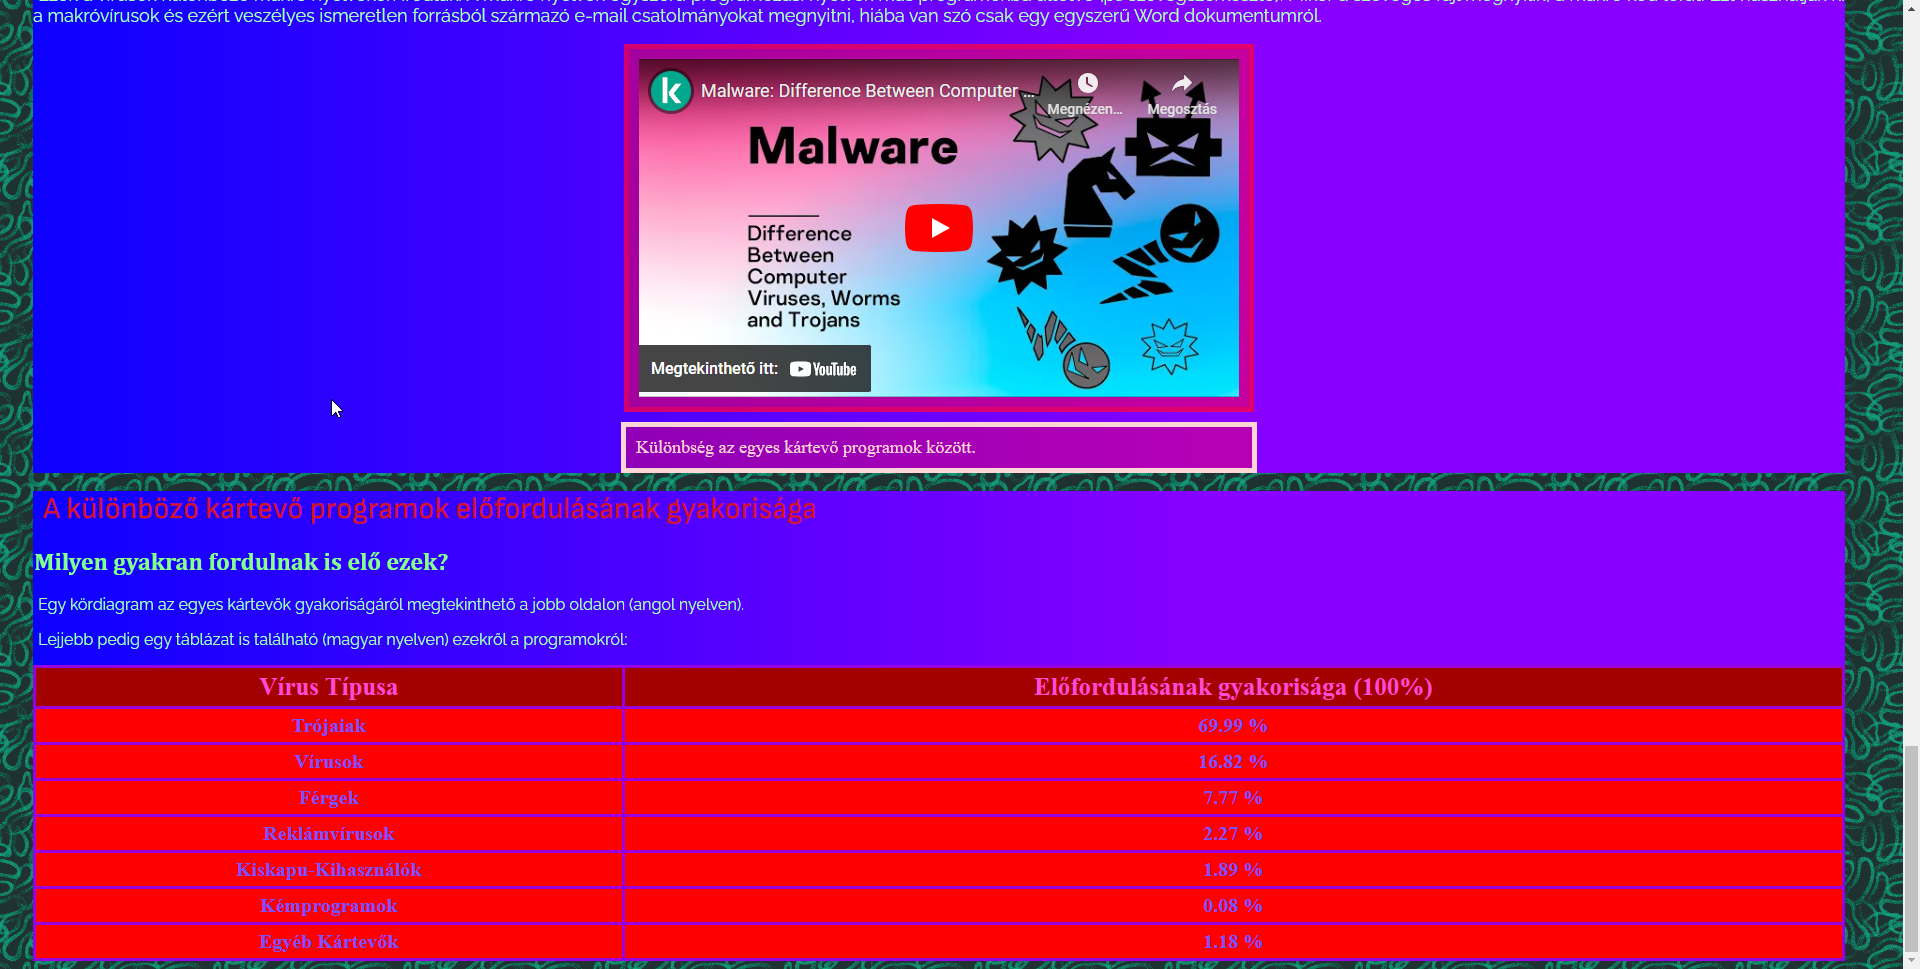 a makróvírusok és ezért veszélyes ismeretlen forrásból származó e-mail csatolmányokat megnyitni, hiába van szó csak egy egyszerű Word dokumentumról.
Malware: Difference Between Computer ...
Megnézen...
Megosztás
Malware
Difference
Between
Computer
Viruses, Worms
and Trojans
Megtekinthető itt: YouTube
Különbség az egyes kártevő programok között.
A különböző kártevő programok előfordulásának gyakorisága
Milyen gyakran fordulnak is elő ezek?
Egy kördiagram az egyes kártevők gyakoriságáról megtekinthető a jobb oldalon (angol nyelven).
Lejjebb pedig egy táblázat is található (magyar nyelven) ezekről a programokról:
Vírus Típusa Előfordulásának gyakorisága (100%)
Trójaiak 69.99 %
Vírusok 16.82 %
Férgek 7.77 %
Reklámvírusok 2.27 %
Kiskapu-Kihasználók 1.89 %
Kémprogramok 0.08 %
Egyéb Kártevők 1.18 %